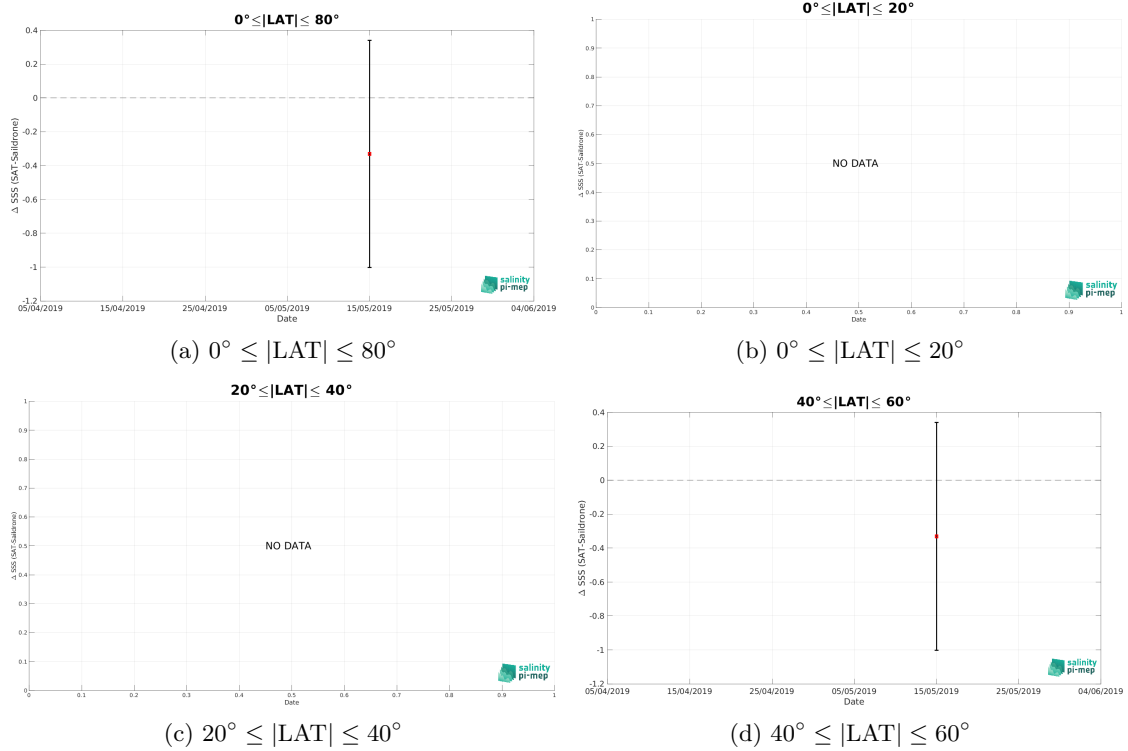 0°≤|LAT|≤ 80°
0.4
0
-0.2
-0.4
-0.6
-0.8
-1
-1.2
Δ SSS (SAT-Saildrone)
05/04/2019 15/04/2019 25/04/2019 05/05/2019 15/05/2019 25/05/2019 04/06/2019
Date
salinity
pi-mep
(a) 0° ≤ |LAT| ≤ 80°
0°≤|LAT|≤ 20°
1
0.9
0.8
0.7
0.6
0.5
0.4
0.3
0.2
0.1
0
Δ SSS (SAT-Saildrone)
NO DATA
0 0.1 0.2 0.3 0.4 0.5 0.6 0.7 0.8 0.9 1
Date
salinity
pi-mep
(b) 0° ≤ |LAT| ≤ 20°
20°≤|LAT|≤ 40°
1
0.9
0.8
0.7
0.6
0.5
0.4
0.3
0.2
0.1
0
Δ SSS (SAT-Saildrone)
NO DATA
0 0.1 0.2 0.3 0.4 0.5 0.6 0.7 0.8 0.9 1
Date
salinity
pi-mep
(c) 20° ≤ |LAT| ≤ 40°
40°≤|LAT|≤ 60°
0.4
0.2
0
-0.2
-0.4
-0.6
-0.8
-1
-1.2
Δ SSS (SAT-Saildrone)
05/04/2019 15/04/2019 25/04/2019 05/05/2019 15/05/2019 25/05/2019 04/06/2019
Date
salinity
pi-mep
(d) 40° ≤ |LAT| ≤ 60°